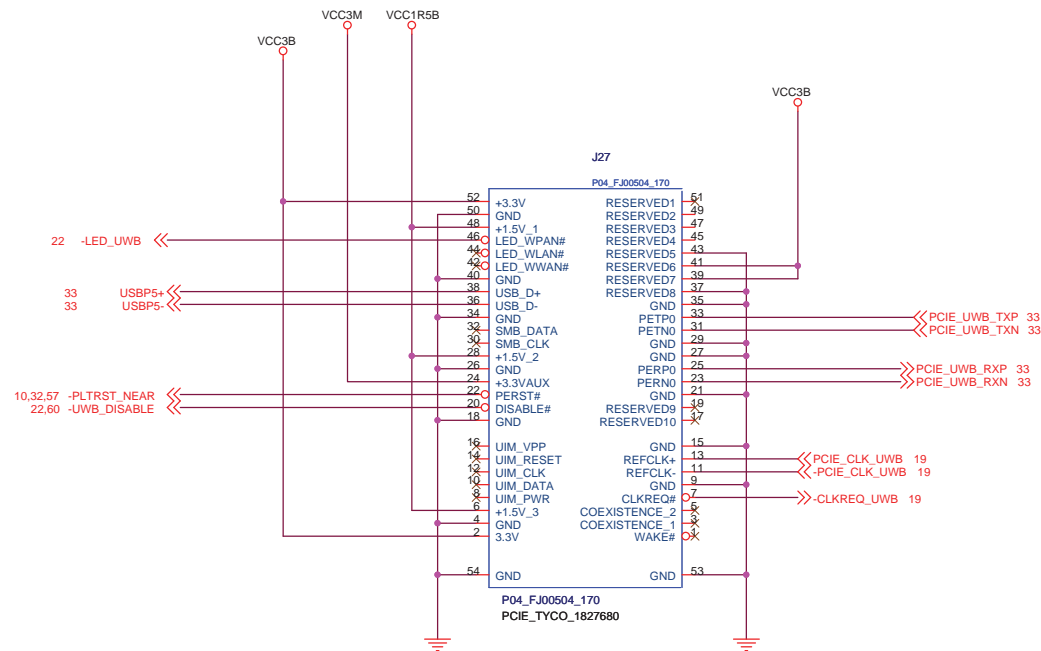 VCC3M VCC1R5B
VCC3B
VCC3B
J27
P04_FJ00504_170
52 +3.3V RESERVED1 51
50 GND RESERVED2 49
48 +1.5V_1 RESERVED3 47
22 -LED_UWB 46 LED_WPAN# RESERVED4 45
44 LED_WLAN# RESERVED5 43
42 LED_WWAN# RESERVED6 41
40 GND RESERVED7 39
33 USBP5+ 38 USB_D+ RESERVED8 37
33 USBP5- 36 USB_D- GND 35
34 GND PETP0 33 PCIE_UWB_TXP 33
32 SMB_DATA PETN0 31 PCIE_UWB_TXN 33
30 SMB_CLK GND 29
28 +1.5V_2 GND 27
26 GND PERP0 25 PCIE_UWB_RXP 33
24 +3.3VAUX PERN0 23 PCIE_UWB_RXN 33
10,32,57 -PLTRST_NEAR 22 PERST# GND 21
22,60 -UWB_DISABLE 20 DISABLE# RESERVED9 19
18 GND RESERVED10 17
16 UIM_VPP GND 15
14 UIM_RESET REFCLK+ 13 PCIE_CLK_UWB 19
12 UIM_CLK REFCLK- 11 -PCIE_CLK_UWB 19
10 UIM_DATA GND 9
8 UIM_PWR CLKREQ# 7 -CLKREQ_UWB 19
6 +1.5V_3 COEXISTENCE_2 5
4 GND COEXISTENCE_1 3
2 3.3V WAKE# 1
54 GND GND 53
P04_FJ00504_170
PCIE_TYCO_1827680